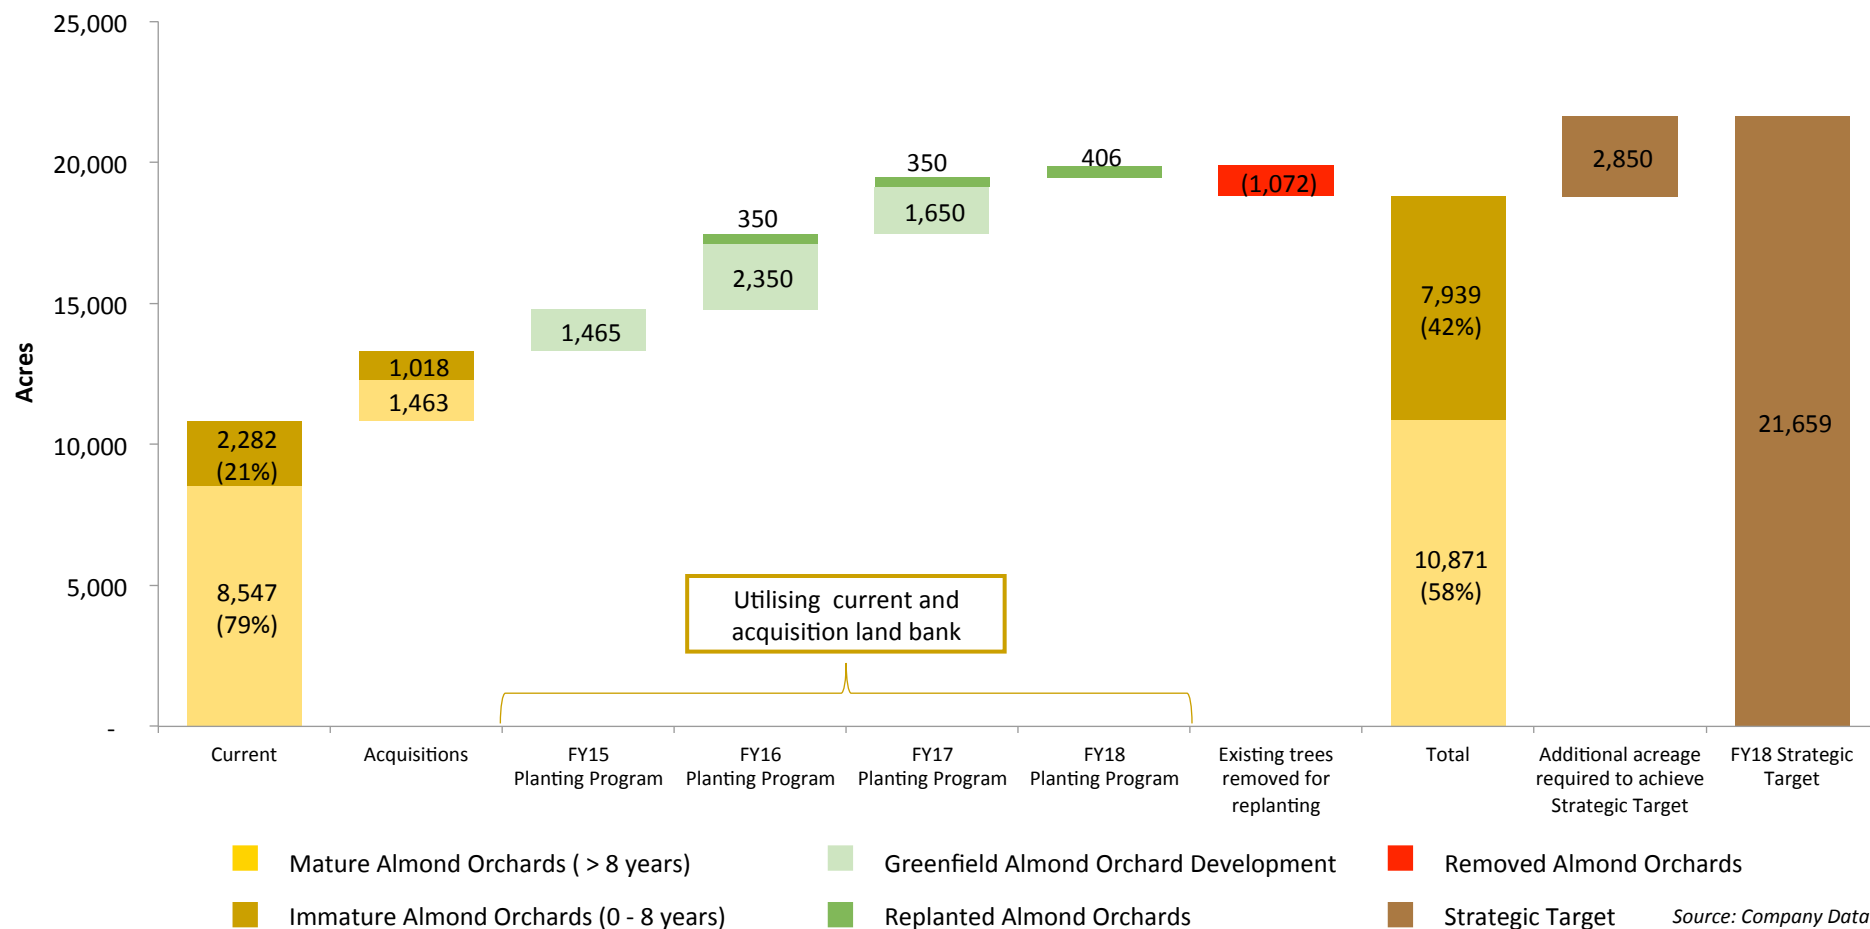 25,000
20,000
15,000
10,000
5,000
-
Acres
2,282
(21%)
8,547
(79%)
1,018
1,463
1,465
350
2,350
350
1,650
406
(1,072)
7,939
(42%)
10,871
(58%)
2,850
21,659
Utilising current and
acquisition land bank
Current
Acquisitions
FY15
Planting Program
FY16
Planting Program
FY17
Planting Program
FY18
Planting Program
Existing trees
removed for
replanting
Total
Additional acreage
required to achieve
Strategic Target
FY18 Strategic
Target
Mature Almond Orchards ( > 8 years)
Greenfield Almond Orchard Development
Removed Almond Orchards
Immature Almond Orchards (0 - 8 years)
Replanted Almond Orchards
Strategic Target
Source: Company Data